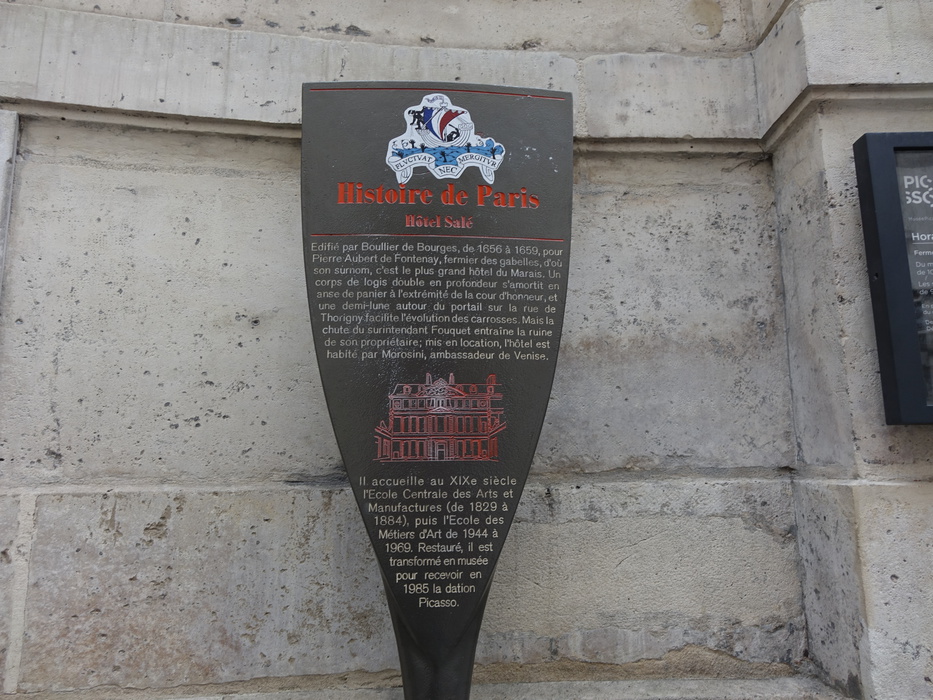 FLVCTVAT NEC MERGITVR
Histoire de Paris
Hôtel Salé
Edifié par Boullier de Bourges, de 1656 à 1659, pour
Pierre Aubert de Fontenay, fermier des gabelles, d'où
son surnom, c'est le plus grand hôtel du Marais. Un
corps de logis double en profondeur s'amortit en
anse de panier à l'extrémité de la cour d'honneur, et
une demi-lune autour du portail sur la rue de
Thorigny facilite l'évolution des carrosses. Mais la
chute du surintendant Fouquet entraîne la ruine
de son propriétaire; mis en location, l'hôtel est
habité par Morosini, ambassadeur de Venise.
Il accueille au XIXe siècle
l'Ecole Centrale des Arts et
Manufactures (de 1829 à
1884), puis l'Ecole des
Métiers d'Art de 1944 à
1969. Restauré, il est
transformé en musée
pour recevoir en
1985 la dation
Picasso.
PIC-
SSO
Hora
Ferm
Du m
de 10